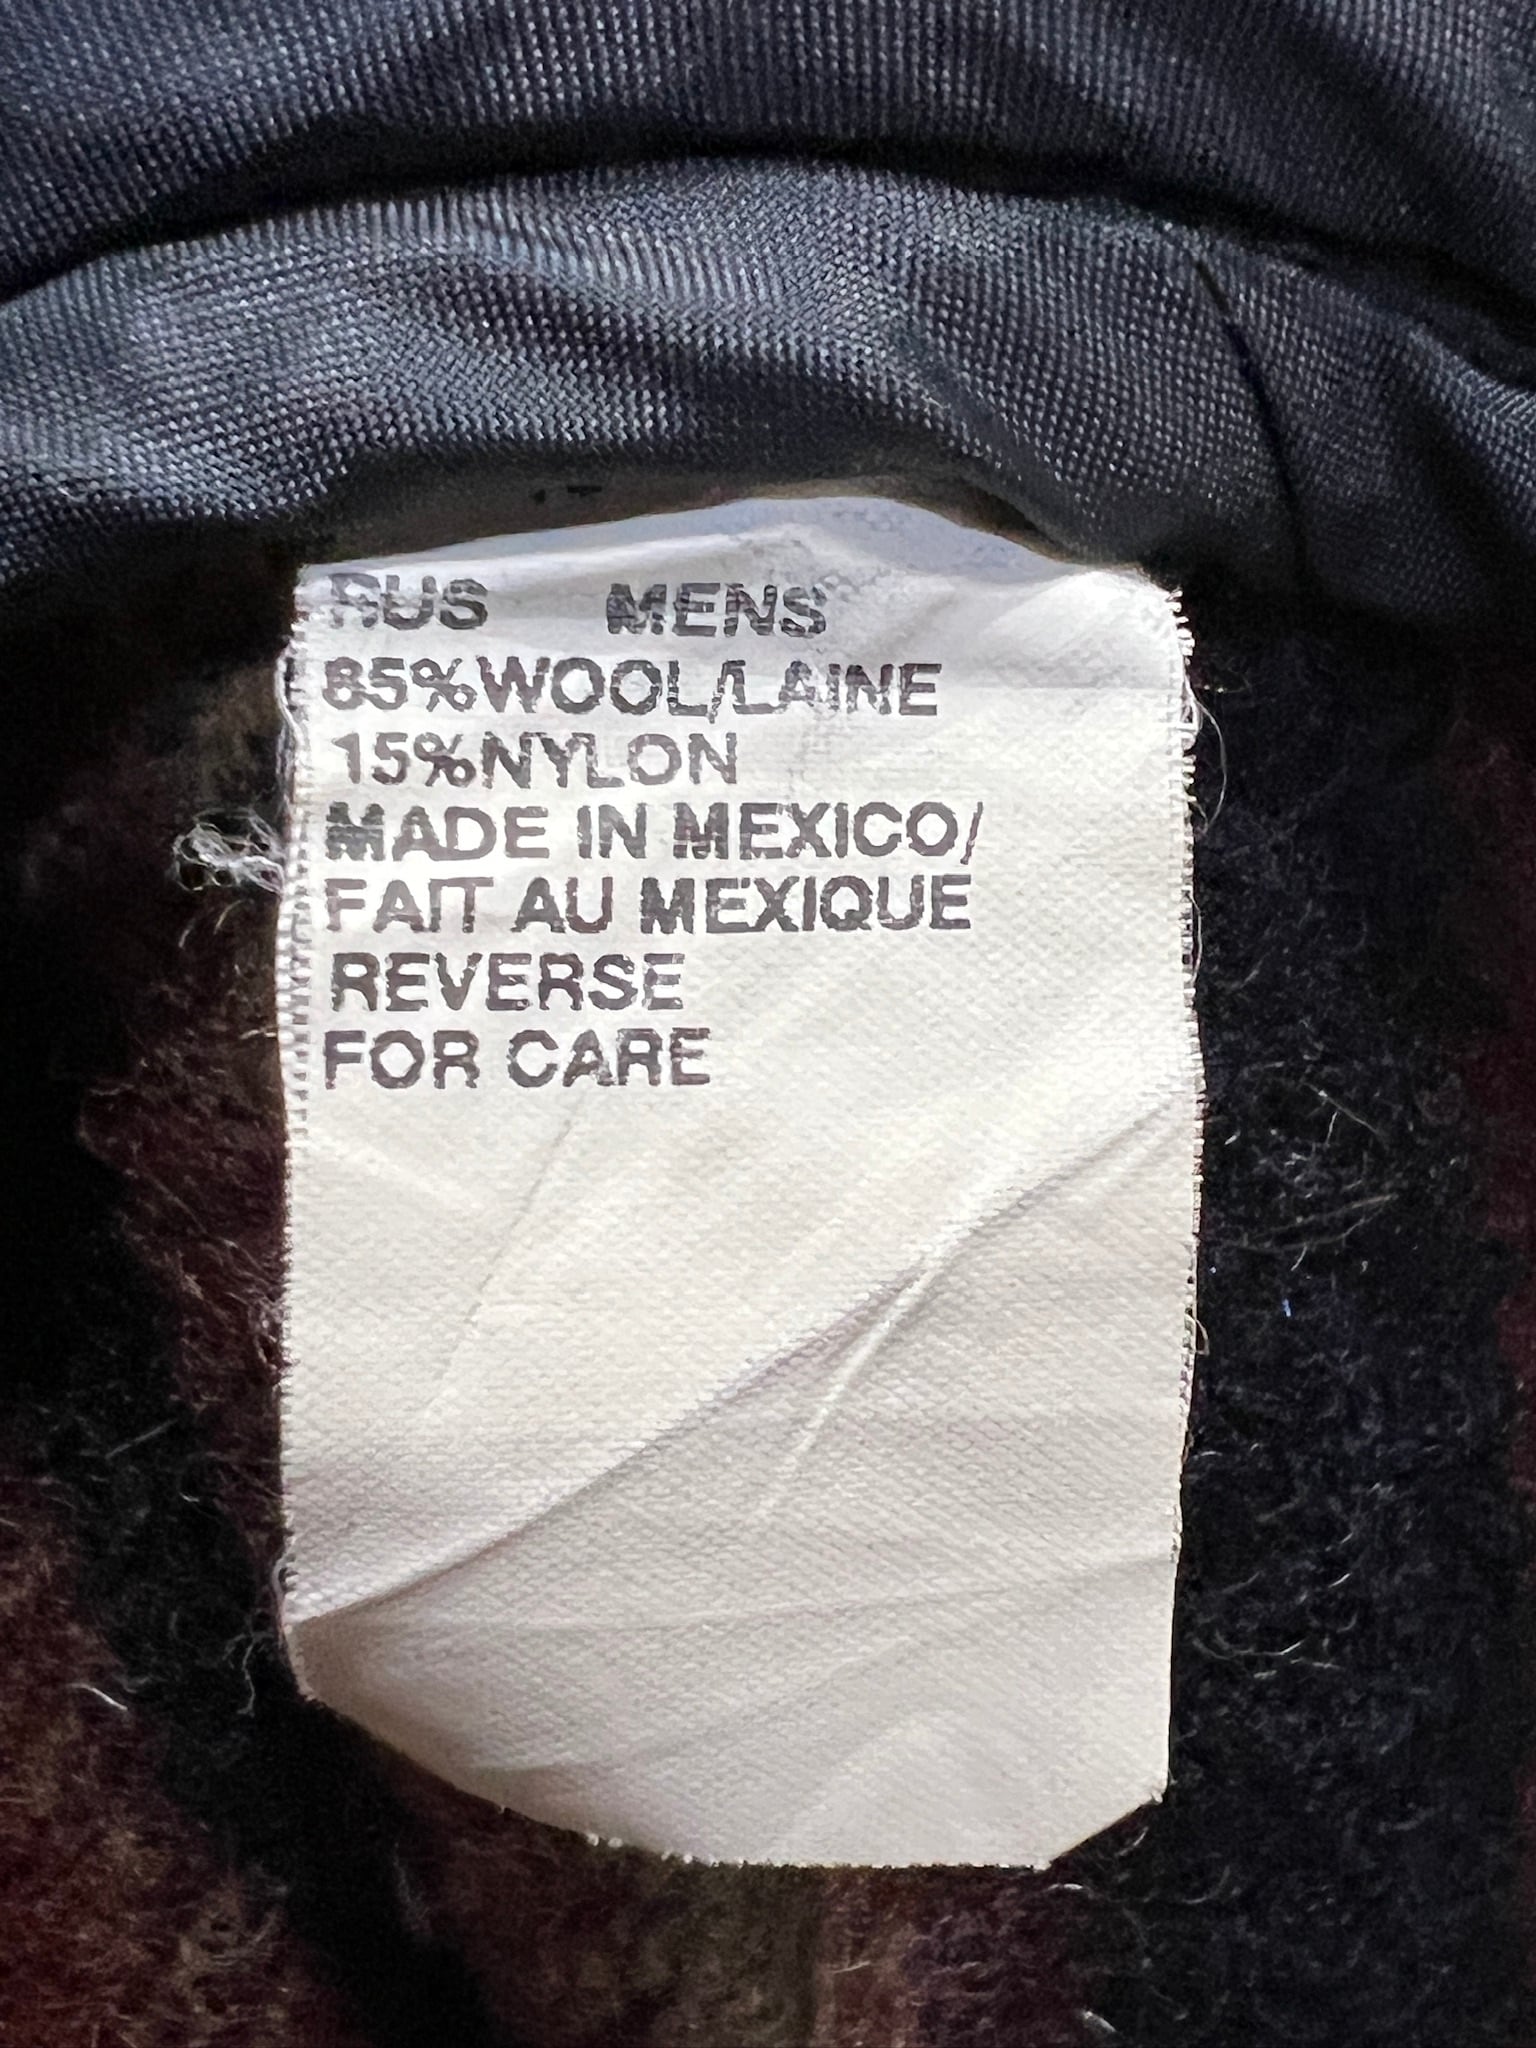 RUS MENS
85%WOOL/LAINE
15%NYLON
MADE IN MEXICO/
FAIT AU MEXIQUE
REVERSE
FOR CARE